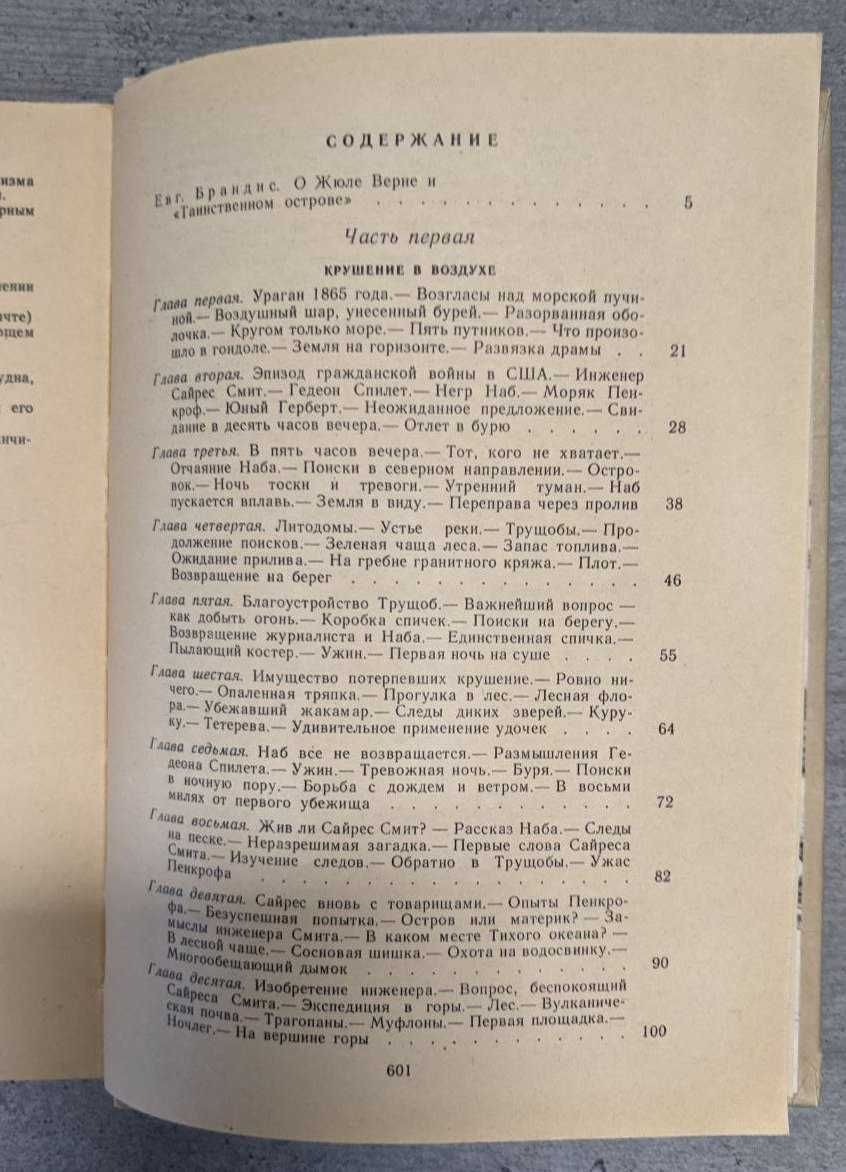 изма
рным
ении
ичте)
ющем
удна,
его
нчи-
СОДЕРЖАНИЕ
Евг. Брандис. О Жюле Верне и
«Таинственном острове» . . . . . . . . . . . . . 5
Часть первая
КРУШЕНИЕ В ВОЗДУХЕ
Глава первая. Ураган 1865 года.— Возгласы над морской пучи-
ной.— Воздушный шар, унесенный бурей.— Разорванная обо-
лочка.— Кругом только море.— Пять путников.— Что произо-
шло в гондоле.— Земля на горизонте.— Развязка драмы . . 21
Глава вторая. Эпизод гражданской войны в США.— Инженер
Сайрес Смит.— Гедеон Спилет.— Негр Наб.— Моряк Пен-
кроф.— Юный Герберт.— Неожиданное предложение.— Сви-
дание в десять часов вечера.— Отлет в бурю . . . . . . 28
Глава третья. В пять часов вечера.— Тот, кого не хватает.—
Отчаяние Наба.— Поиски в северном направлении.— Остро-
вок.— Ночь тоски и тревоги.— Утренний туман.— Наб
пускается вплавь.— Земля в виду.— Переправа через пролив 38
Глава четвертая. Литодомы.— Устье реки.— Трущобы.— Про-
должение поисков.— Зеленая чаща леса.— Запас топлива.—
Ожидание прилива.— На гребне гранитного кряжа.— Плот.—
Возвращение на берег . . . . . . . . . . . . . 46
Глава пятая. Благоустройство Трущоб.— Важнейший вопрос —
как добыть огонь.— Коробка спичек.— Поиски на берегу.—
Возвращение журналиста и Наба.— Единственная спичка.—
Пылающий костер.— Ужин.— Первая ночь на суше . . . . 55
Глава шестая. Имущество потерпевших крушение.— Ровно ни-
чего.— Опаленная тряпка.— Прогулка в лес.— Лесная фло-
ра.— Убежавший жакамар.— Следы диких зверей.— Куру-
ку.— Тетерева.— Удивительное применение удочек . . . . 64
Глава седьмая. Наб все не возвращается.— Размышления Ге-
деона Спилета.— Ужин.— Тревожная ночь.— Буря.— Поиски
в ночную пору.— Борьба с дождем и ветром.— В восьми
милях от первого убежища . . . . . . . . . . . 72
Глава восьмая. Жив ли Сайрес Смит? — Рассказ Наба.— Следы
на песке.— Неразрешимая загадка.— Первые слова Сайреса
Смита.— Изучение следов.— Обратно в Трущобы.— Ужас
Пенкрофа . . . . . . . . . . . . . . . . 82
Глава девятая. Сайрес вновь с товарищами.— Опыты Пенкро-
фа.— Безуспешная попытка.— Остров или материк? — За-
мыслы инженера Смита.— В каком месте Тихого океана? —
В лесной чаще.— Сосновая шишка.— Охота на водосвинку.—
Многообещающий дымок . . . . . . . . . . . . 90
Глава десятая. Изобретение инженера.— Вопрос, беспокоящий
Сайреса Смита.— Экспедиция в горы.— Лес.— Вулканиче-
ская почва.— Трагопаны.— Муфлоны.— Первая площадка.—
Ночлег.— На вершине горы . . . . . . . . . . . 100
601